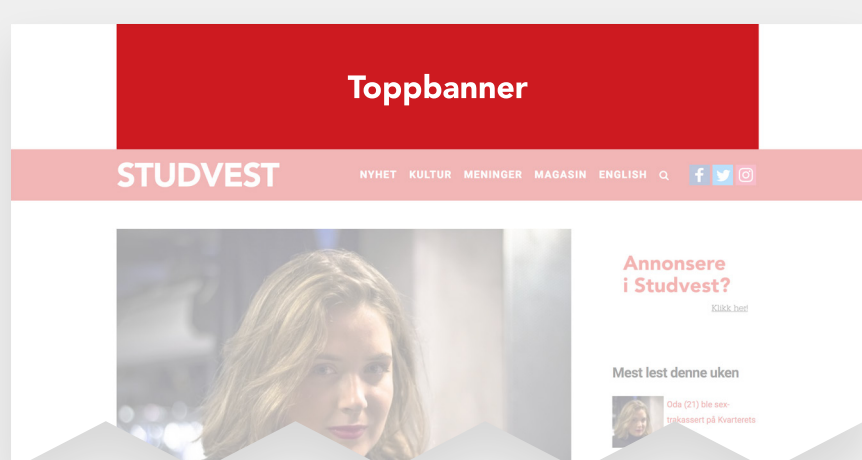 Toppbanner
STUDVEST
NYHET KULTUR MENINGER MAGASIN ENGLISH
Annonsere
i Studvest?
Klikk her!
Mest lest denne uken
Oda (21) ble sex-
trakassert på Kvarterets